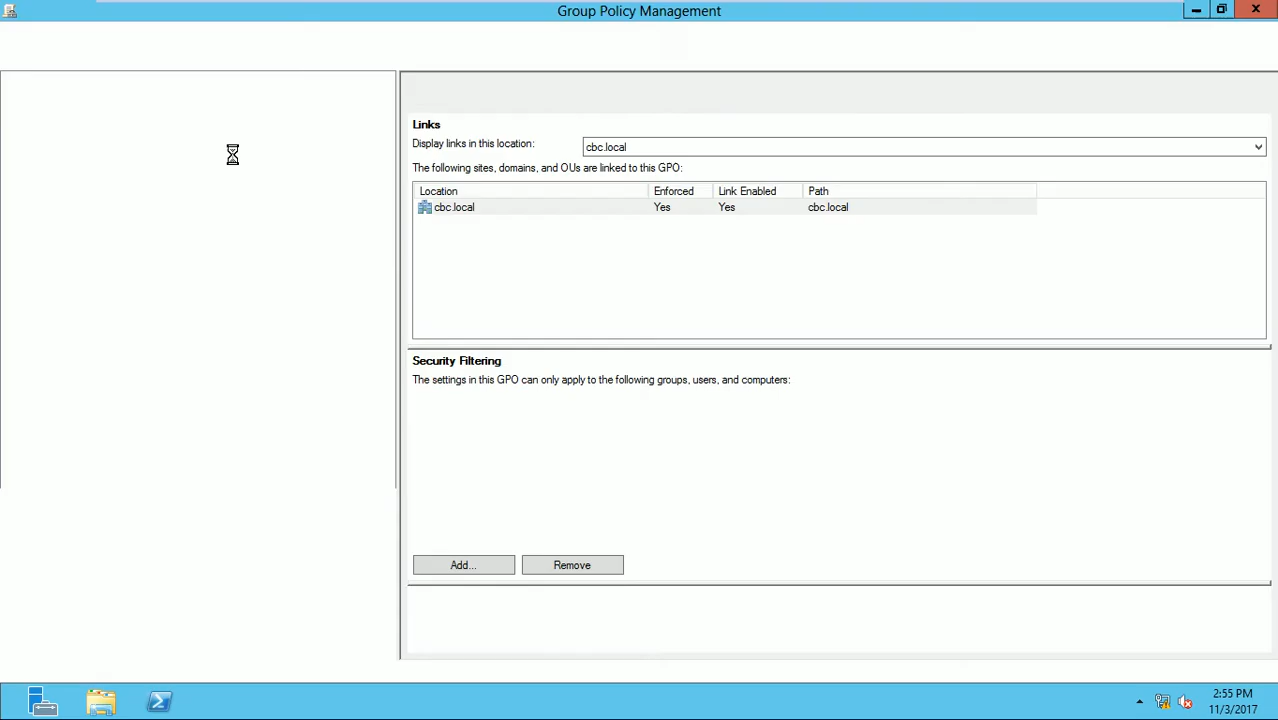 Group Policy Management
Links
Display links in this location:
cbc.local
The following sites, domains, and OUs are linked to this GPO:
Location Enforced Link Enabled Path
cbc.local Yes Yes cbc.local
Security Filtering
The settings in this GPO can only apply to the following groups, users, and computers:
Add... Remove
2:55 PM
11/3/2017